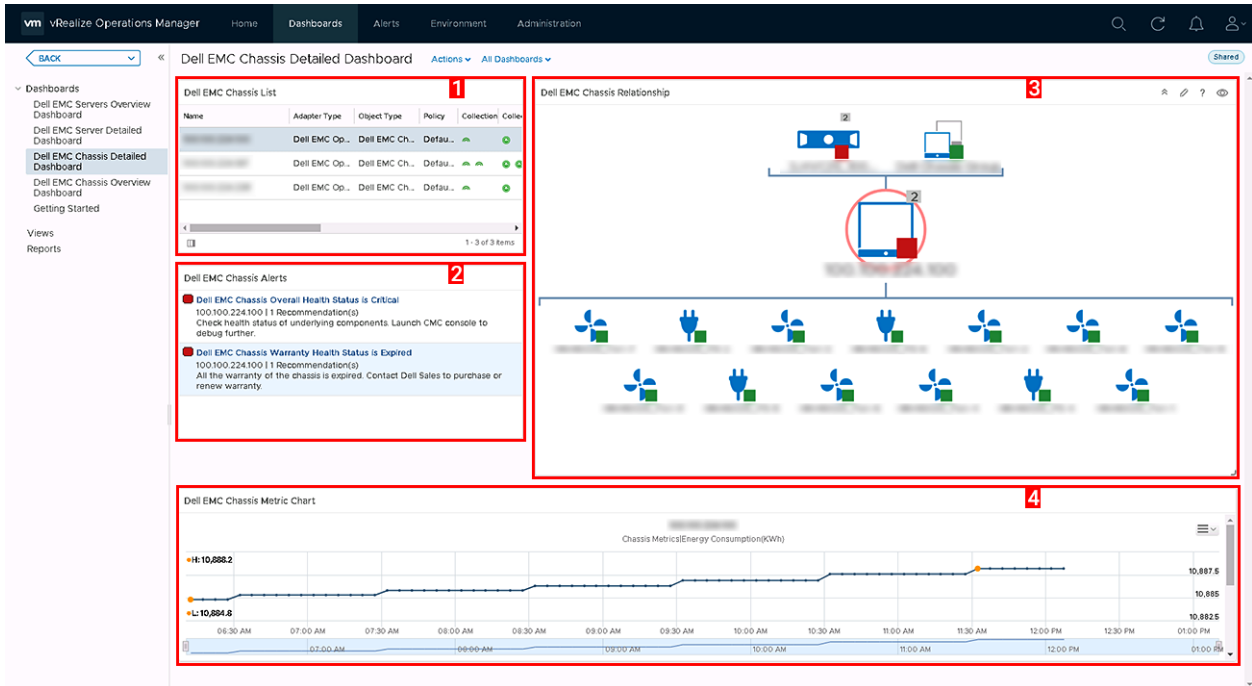 vm vRealize Operations Manager Home Dashboards Alerts Environment Administration
BACK
Dell EMC Chassis Detailed Dashboard Actions All Dashboards Shared
Dashboards
Dell EMC Servers Overview
Dashboard
Dell EMC Server Detailed
Dashboard
Dell EMC Chassis Detailed
Dashboard
Dell EMC Chassis Overview
Dashboard
Getting Started
Views
Reports
Dell EMC Chassis List 1
Name Adapter Type Object Type Policy Collection Colle
Dell EMC Op... Dell EMC Ch... Defau...
Dell EMC Op... Dell EMC Ch... Defau...
Dell EMC Op... Dell EMC Ch... Defau...
1 - 3 of 3 items
Dell EMC Chassis Alerts 2
Dell EMC Chassis Overall Health Status is Critical
100.100.224.100 | 1 Recommendation(s)
Check health status of underlying components. Launch CMC console to
debug further.
Dell EMC Chassis Warranty Health Status is Expired
100.100.224.100 | 1 Recommendation(s)
All the warranty of the chassis is expired. Contact Dell Sales to purchase or
renew warranty.
Dell EMC Chassis Relationship 3 ?
2
2
100.100.224.100
Dell EMC Chassis Metric Chart 4
Chassis Metrics|Energy Consumption(KWh)
H: 10,888.2
10,887.5
10,885
L: 10,884.8
10,882.5
06:30 AM 07:00 AM 07:30 AM 08:00 AM 08:30 AM 09:00 AM 09:30 AM 10:00 AM 10:30 AM 11:00 AM 11:30 AM 12:00 PM 12:30 PM 01:00 PM
07:00 AM 08:00 AM 09:00 AM 10:00 AM 11:00 AM 12:00 PM 01:00 PM